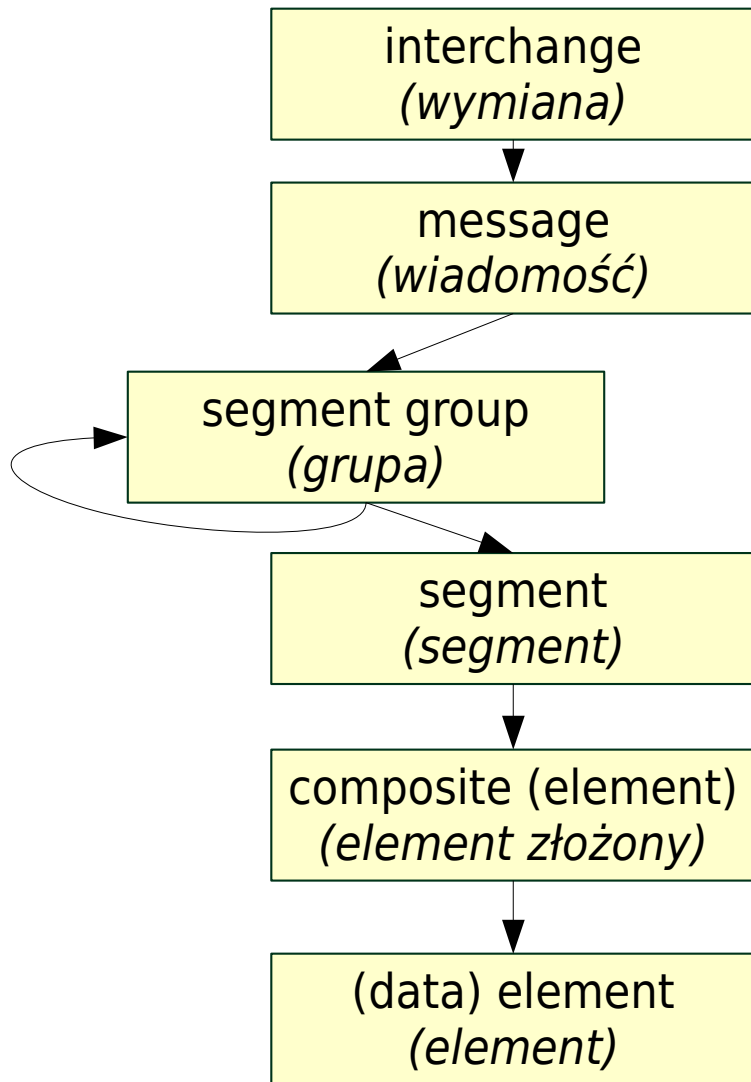 interchange
(wymiana)
message
(wiadomość)
segment group
(grupa)
segment
(segment)
composite (element)
(element złożony)
(data) element
(element)